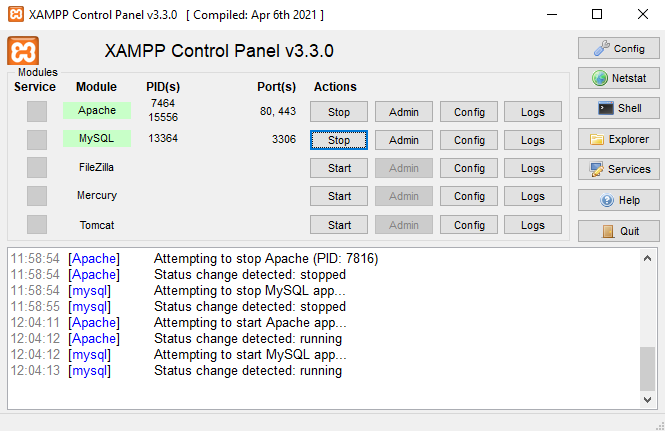 XAMPP Control Panel v3.3.0 [ Compiled: Apr 6th 2021 ]
XAMPP Control Panel v3.3.0
Config
Modules
Service Module PID(s) Port(s) Actions
Netstat
Apache 7464 15556 80, 443 Stop Admin Config Logs
Shell
MySQL 13364 3306 Stop Admin Config Logs
Explorer
FileZilla Start Admin Config Logs
Services
Mercury Start Admin Config Logs
Help
Tomcat Start Admin Config Logs
Quit
11:58:54 [Apache] Attempting to stop Apache (PID: 7816)
11:58:54 [Apache] Status change detected: stopped
11:58:54 [mysql] Attempting to stop MySQL app...
11:58:55 [mysql] Status change detected: stopped
12:04:11 [Apache] Attempting to start Apache app...
12:04:12 [Apache] Status change detected: running
12:04:12 [mysql] Attempting to start MySQL app...
12:04:13 [mysql] Status change detected: running